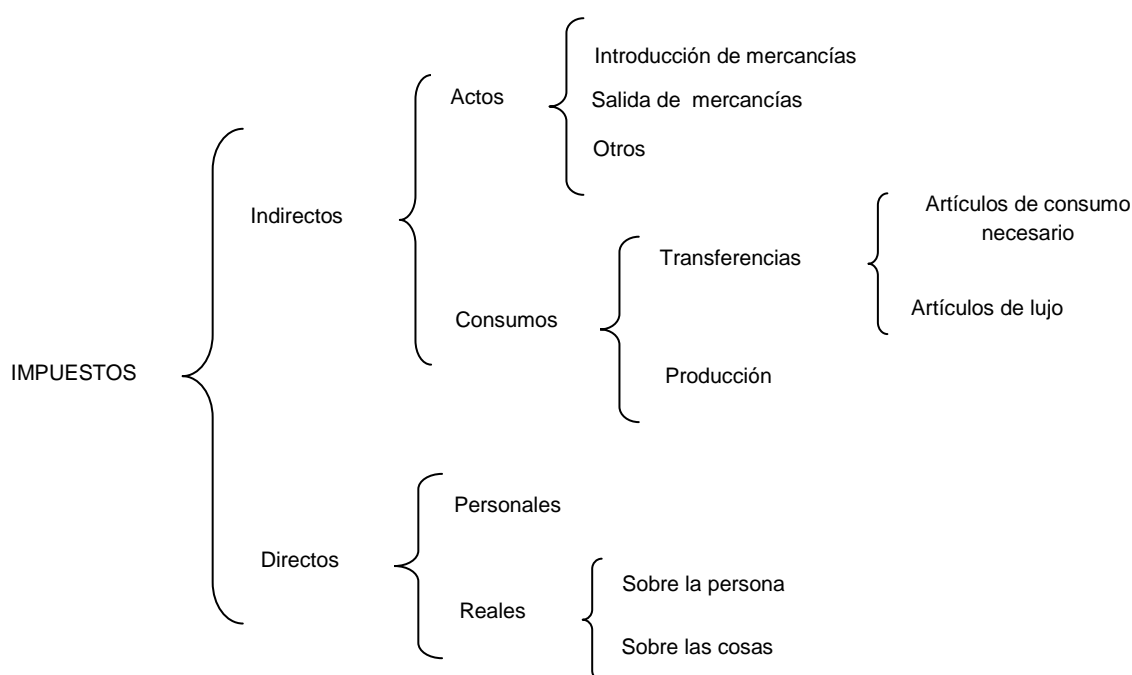 IMPUESTOS
Indirectos
Actos
Introducción de mercancías
Salida de mercancías
Otros
Consumos
Transferencias
Artículos de consumo
necesario
Artículos de lujo
Producción
Directos
Personales
Reales
Sobre la persona
Sobre las cosas